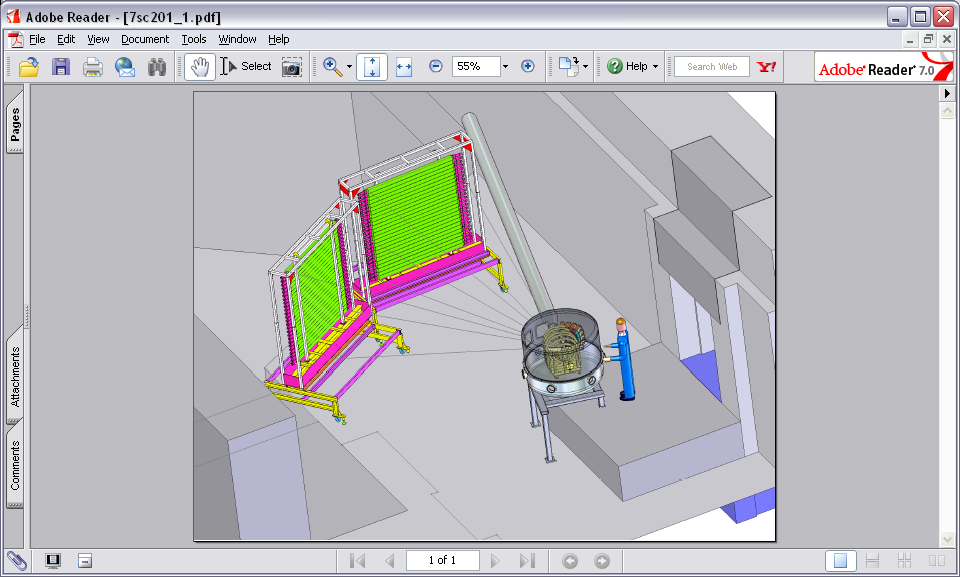 Adobe Reader - [7sc201_1.pdf]
File Edit View Document Tools Window Help
Select 55% Help Search Web Y! Adobe Reader 7.0
Pages
Attachments
Comments
1 of 1